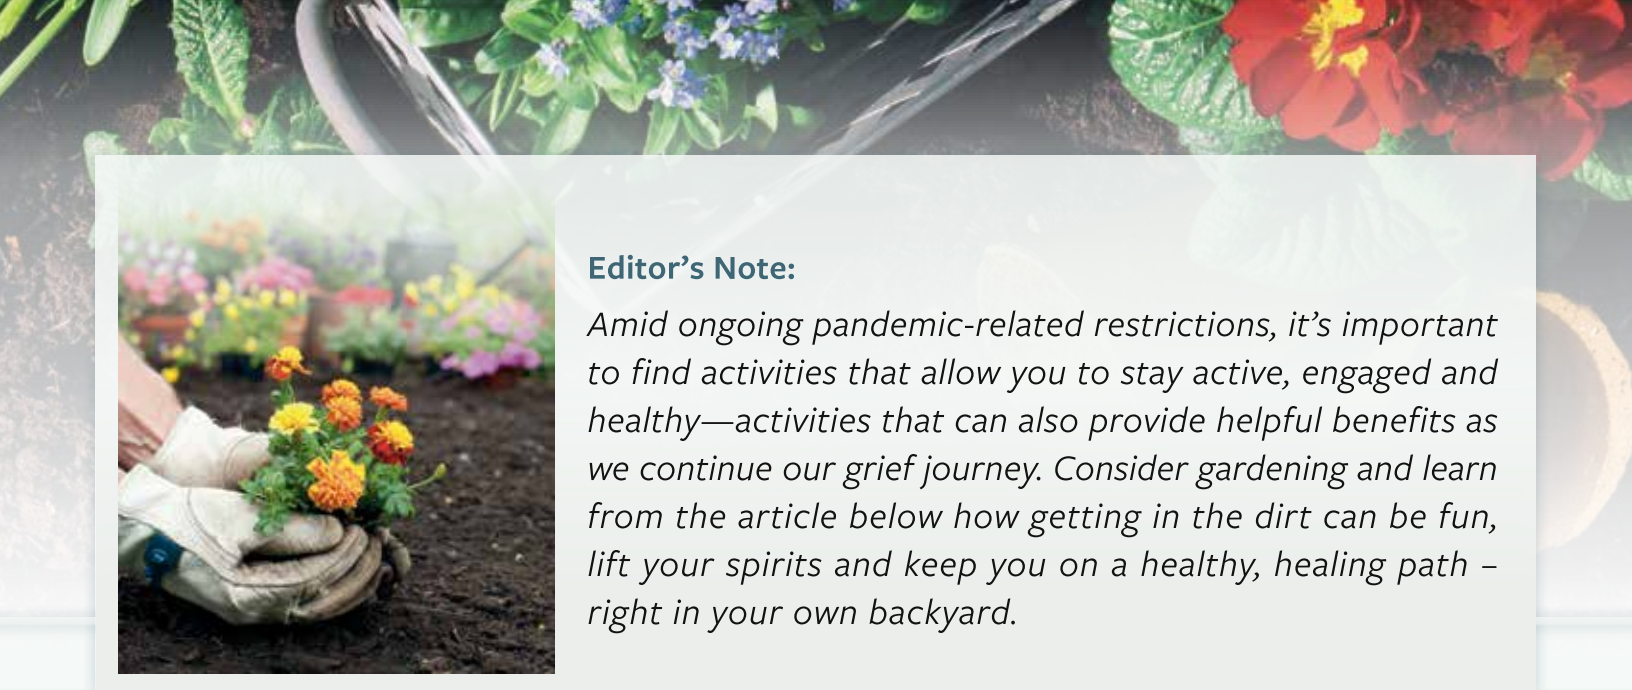 Editor’s Note:
Amid ongoing pandemic-related restrictions, it’s important
to find activities that allow you to stay active, engaged and
healthy—activities that can also provide helpful benefits as
we continue our grief journey. Consider gardening and learn
from the article below how getting in the dirt can be fun,
lift your spirits and keep you on a healthy, healing path –
right in your own backyard.